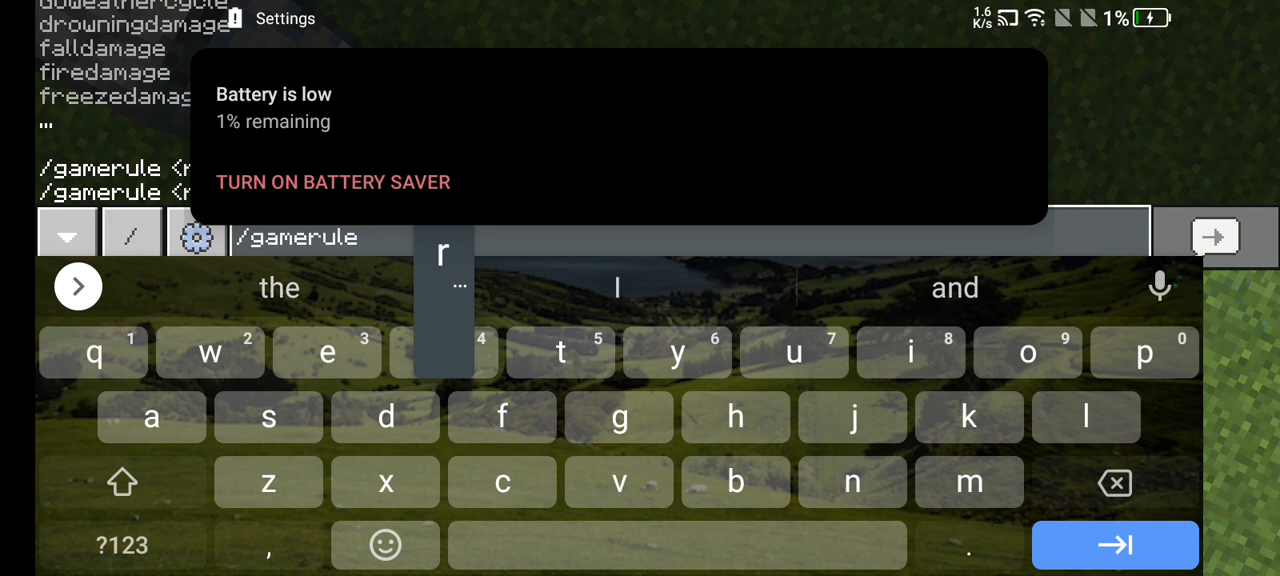 doweathercycle
Settings
1.6
K/s
1%
drowningdamage
falldamage
firedamage
freezedamag
...
Battery is low
1% remaining
TURN ON BATTERY SAVER
/gamerule <r
/gamerule <r
/
/gamerule
r
...
the
I
and
q 1 w 2 e 3 4 t 5 y 6 u 7 i 8 o 9 p 0
a s d f g h j k l
z x c v b n m
?123 , .